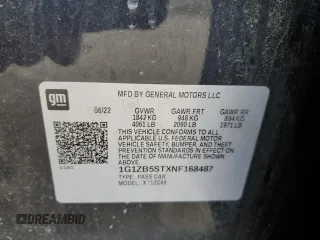 gm
MFD BY GENERAL MOTORS LLC
06/22 GVWR GAWR FRT GAWR RR
1842 KG 948 KG 894 KG
4061 LB 2090 LB 1971 LB
THIS VEHICLE CONFORMS TO ALL
APPLICABLE U.S. FEDERAL MOTOR
VEHICLE SAFETY, BUMPER, AND THEFT
PREVENTION STANDARDS IN EFFECT
ON THE DATE OF MANUFACTURE
SHOWN ABOVE.
1G1ZB5STXNF168487
TYPE: PASS CAR
MODEL:
DREAMBID